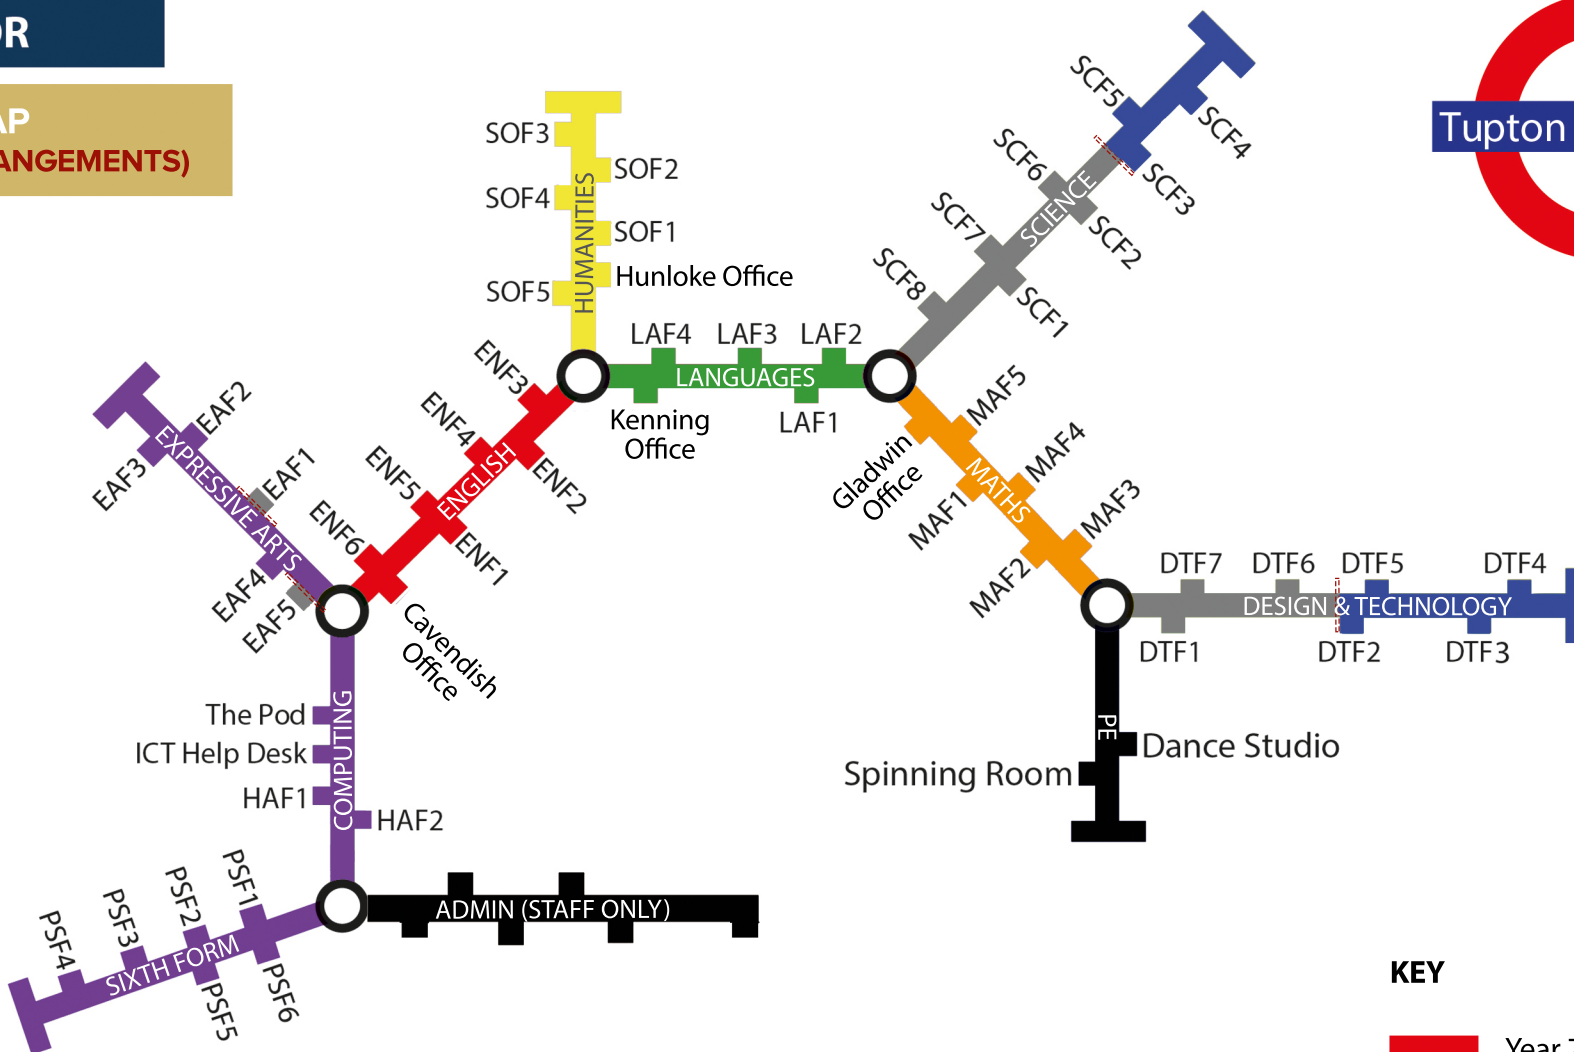 OR
AP
ANGEMENTS)
Tupton
SCF5
SCF4
SCF6
SCF3
SCIENCE
SCF7
SCF2
SCF8
SCF1
SOF3
SOF2
SOF4
SOF1
HUMANITIES
Hunloke Office
SOF5
LAF4
LAF3
LAF2
LANGUAGES
Kenning
Office
LAF1
ENF3
ENF4
ENF2
ENGLISH
ENF5
ENF1
ENF6
Cavendish
Office
EAF2
EAF3
EXPRESSIVE ARTS
EAF1
EAF4
EAF5
MAF5
Gladwin
Office
MATHS
MAF4
MAF1
MAF3
MAF2
DTF7
DTF6
DTF5
DTF4
DESIGN & TECHNOLOGY
DTF1
DTF2
DTF3
PE
Dance Studio
Spinning Room
The Pod
ICT Help Desk
COMPUTING
HAF1
HAF2
PSF1
PSF2
PSF3
PSF4
SIXTH FORM
PSF6
PSF5
ADMIN (STAFF ONLY)
KEY
Year